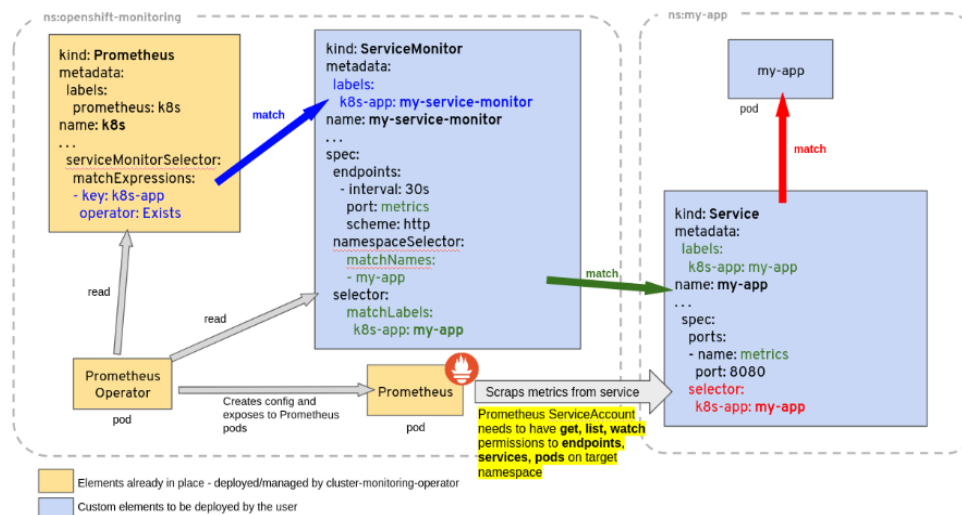 ns:openshift-monitoring
kind: Prometheus
metadata:
labels:
prometheus: k8s
name: k8s
...
serviceMonitorSelector:
matchExpressions:
- key: k8s-app
operator: Exists
match
kind: ServiceMonitor
metadata:
labels:
k8s-app: my-service-monitor
name: my-service-monitor
...
spec:
endpoints:
- interval: 30s
port: metrics
scheme: http
namespaceSelector:
matchNames:
- my-app
selector:
matchLabels:
k8s-app: my-app
read
read
Prometheus
Operator
pod
Creates config and
exposes to Prometheus
pods
Prometheus
pod
match
Scraps metrics from service
Prometheus ServiceAccount
needs to have get, list, watch
permissions to endpoints,
services, pods on target
namespace
ns:my-app
my-app
pod
match
kind: Service
metadata:
labels:
k8s-app: my-app
name: my-app
...
spec:
ports:
- name: metrics
port: 8080
selector:
k8s-app: my-app
Elements already in place - deployed/managed by cluster-monitoring-operator
Custom elements to be deployed by the user